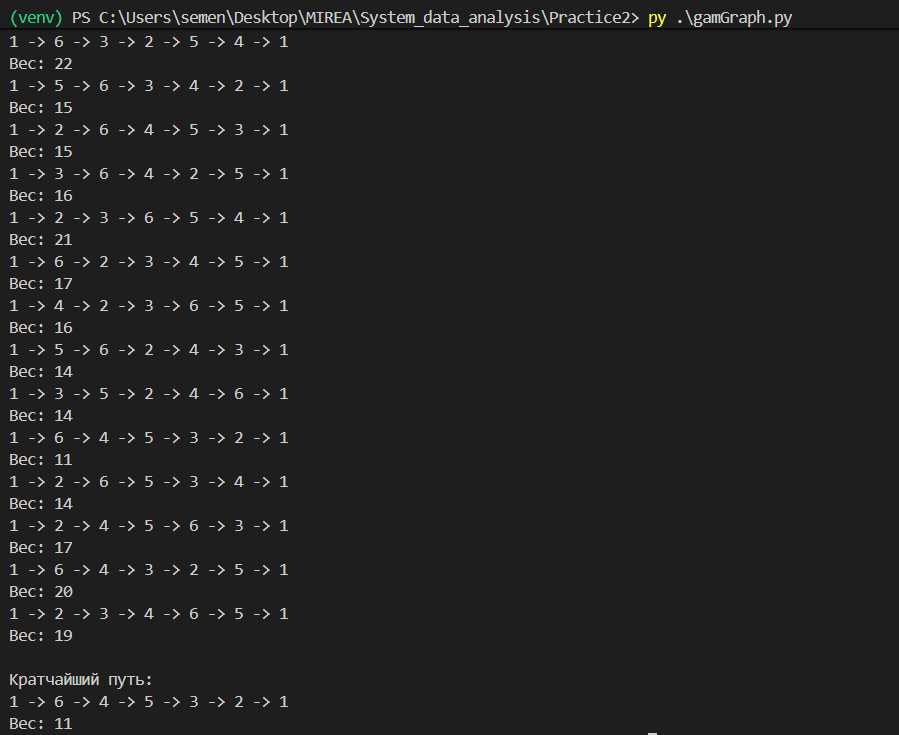 (venv) PS C:\Users\semen\Desktop\MIREA\System_data_analysis\Practice2> py .\gamGraph.py
1 -> 6 -> 3 -> 2 -> 5 -> 4 -> 1
Вес: 22
1 -> 5 -> 6 -> 3 -> 4 -> 2 -> 1
Вес: 15
1 -> 2 -> 6 -> 4 -> 5 -> 3 -> 1
Вес: 15
1 -> 3 -> 6 -> 4 -> 2 -> 5 -> 1
Вес: 16
1 -> 2 -> 3 -> 6 -> 5 -> 4 -> 1
Вес: 21
1 -> 6 -> 2 -> 3 -> 4 -> 5 -> 1
Вес: 17
1 -> 4 -> 2 -> 3 -> 6 -> 5 -> 1
Вес: 16
1 -> 5 -> 6 -> 2 -> 4 -> 3 -> 1
Вес: 14
1 -> 3 -> 5 -> 2 -> 4 -> 6 -> 1
Вес: 14
1 -> 6 -> 4 -> 5 -> 3 -> 2 -> 1
Вес: 11
1 -> 2 -> 6 -> 5 -> 3 -> 4 -> 1
Вес: 14
1 -> 2 -> 4 -> 5 -> 6 -> 3 -> 1
Вес: 17
1 -> 6 -> 4 -> 3 -> 2 -> 5 -> 1
Вес: 20
1 -> 2 -> 3 -> 4 -> 6 -> 5 -> 1
Вес: 19
Кратчайший путь:
1 -> 6 -> 4 -> 5 -> 3 -> 2 -> 1
Вес: 11